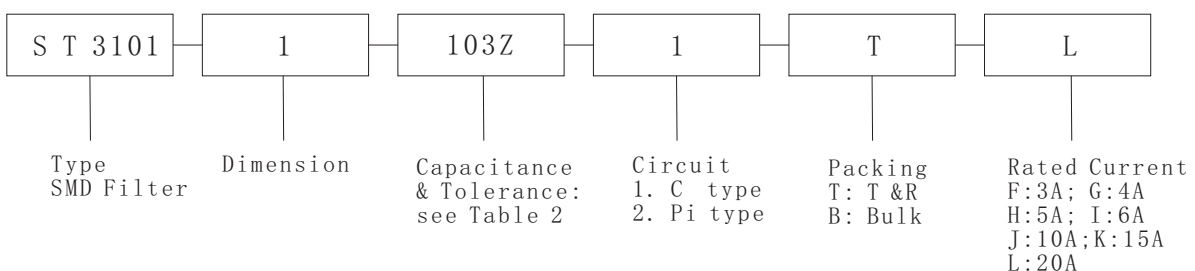 S T 3101
1
103Z
1
T
L
Type
SMD Filter
Dimension
Capacitance
& Tolerance:
see Table 2
Circuit
1. C type
2. Pi type
Packing
T: T &R
B: Bulk
Rated Current
F:3A; G:4A
H:5A; I:6A
J:10A;K:15A
L:20A